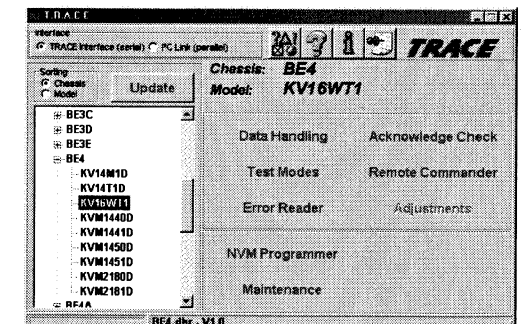 TRACE
Interface
TRACE Interface (serial) PC Link (parallel)
TRACE
Sorting
Chassis
Model
Update
Chassis: BE4
Model: KV16WT1
BE3C
BE3D
BE3E
BE4
KV14M1D
KV14T1D
KV16WT1
KVM1440D
KVM1441D
KVM1450D
KVM1451D
KVM2180D
KVM2181D
BE4A
Data Handling Acknowledge Check
Test Modes Remote Commander
Error Reader Adjustments
NVM Programmer
Maintenance
BE4.dbr - V1.0